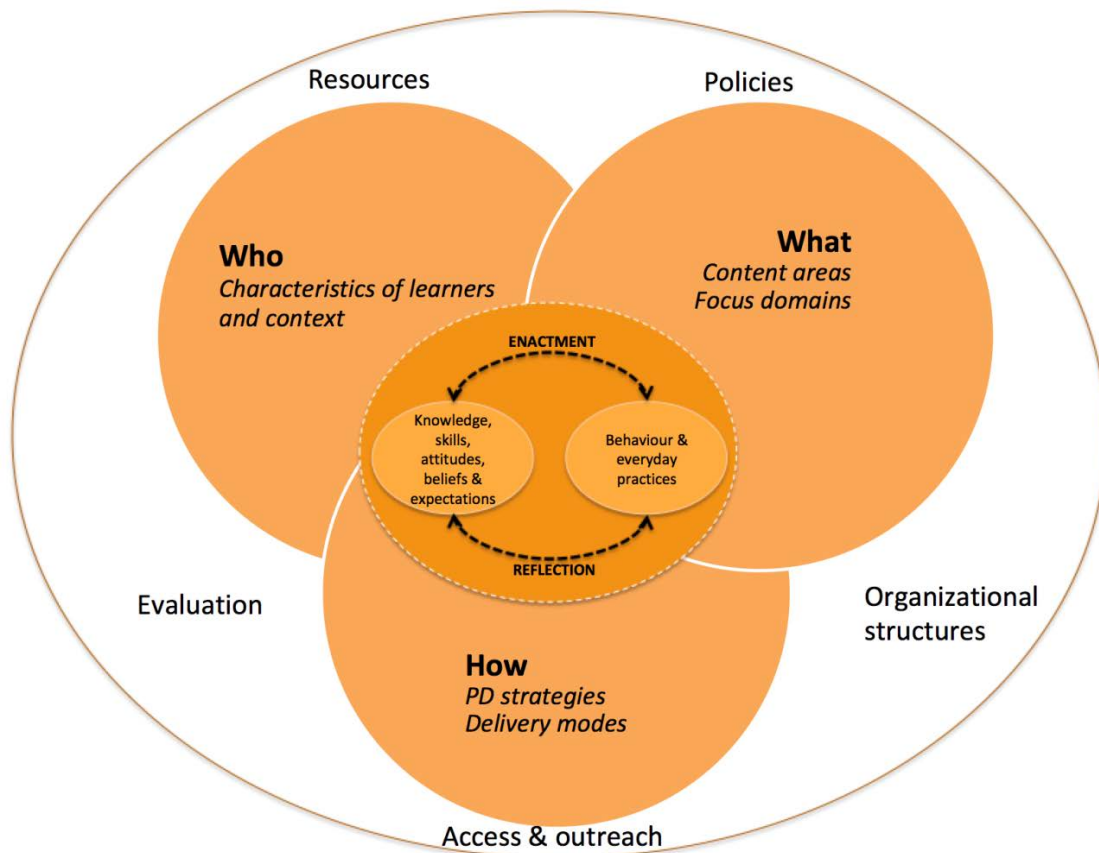 Resources
Policies
Who
Characteristics of learners
and context
What
Content areas
Focus domains
ENACTMENT
Knowledge,
skills,
attitudes,
beliefs &
expectations
Behaviour &
everyday
practices
REFLECTION
Evaluation
Organizational
structures
How
PD strategies
Delivery modes
Access & outreach